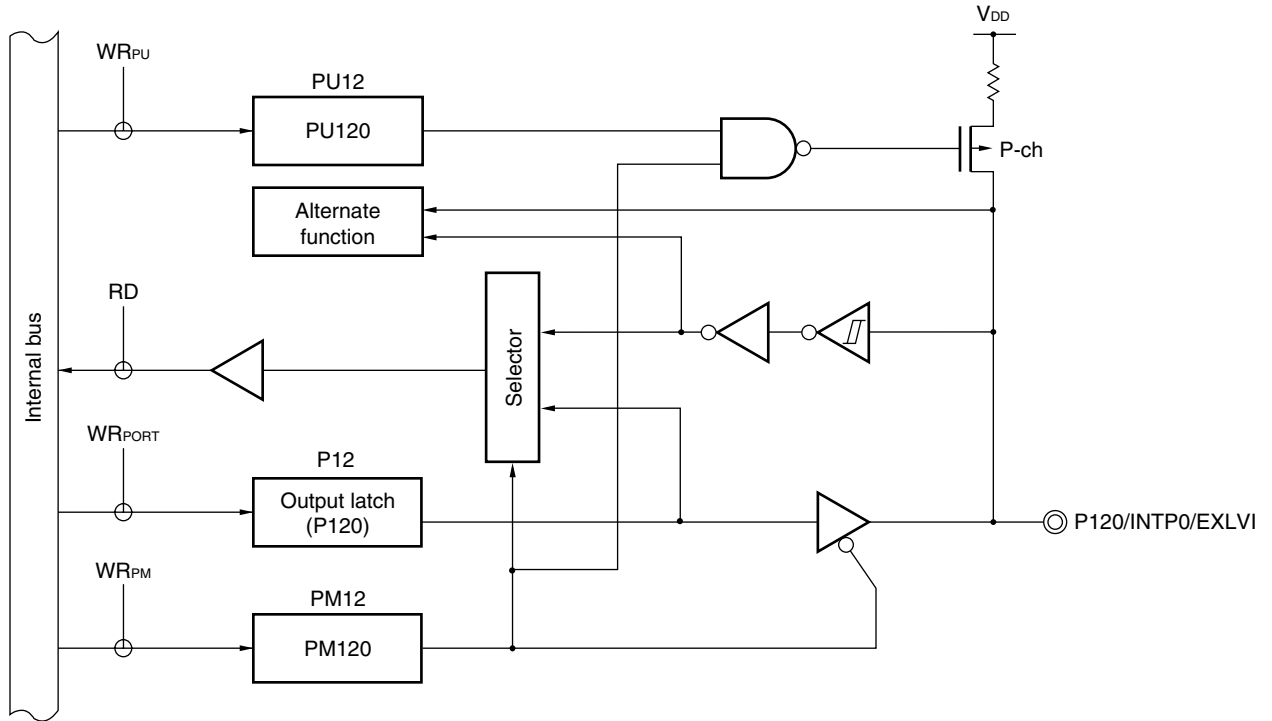 VDD
WRPU
PU12
PU120
P-ch
Alternate
function
RD
Internal bus
Selector
WRPORT
P12
Output latch
(P120)
P120/INTP0/EXLVI
WRPM
PM12
PM120